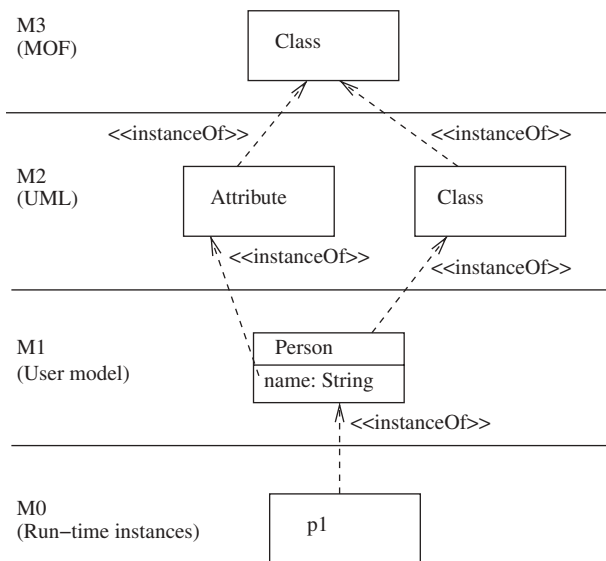 M3
(MOF)
Class
<<instanceOf>>
<<instanceOf>>
M2
(UML)
Attribute
Class
<<instanceOf>>
<<instanceOf>>
M1
(User model)
Person
name: String
<<instanceOf>>
M0
(Run−time instances)
p1